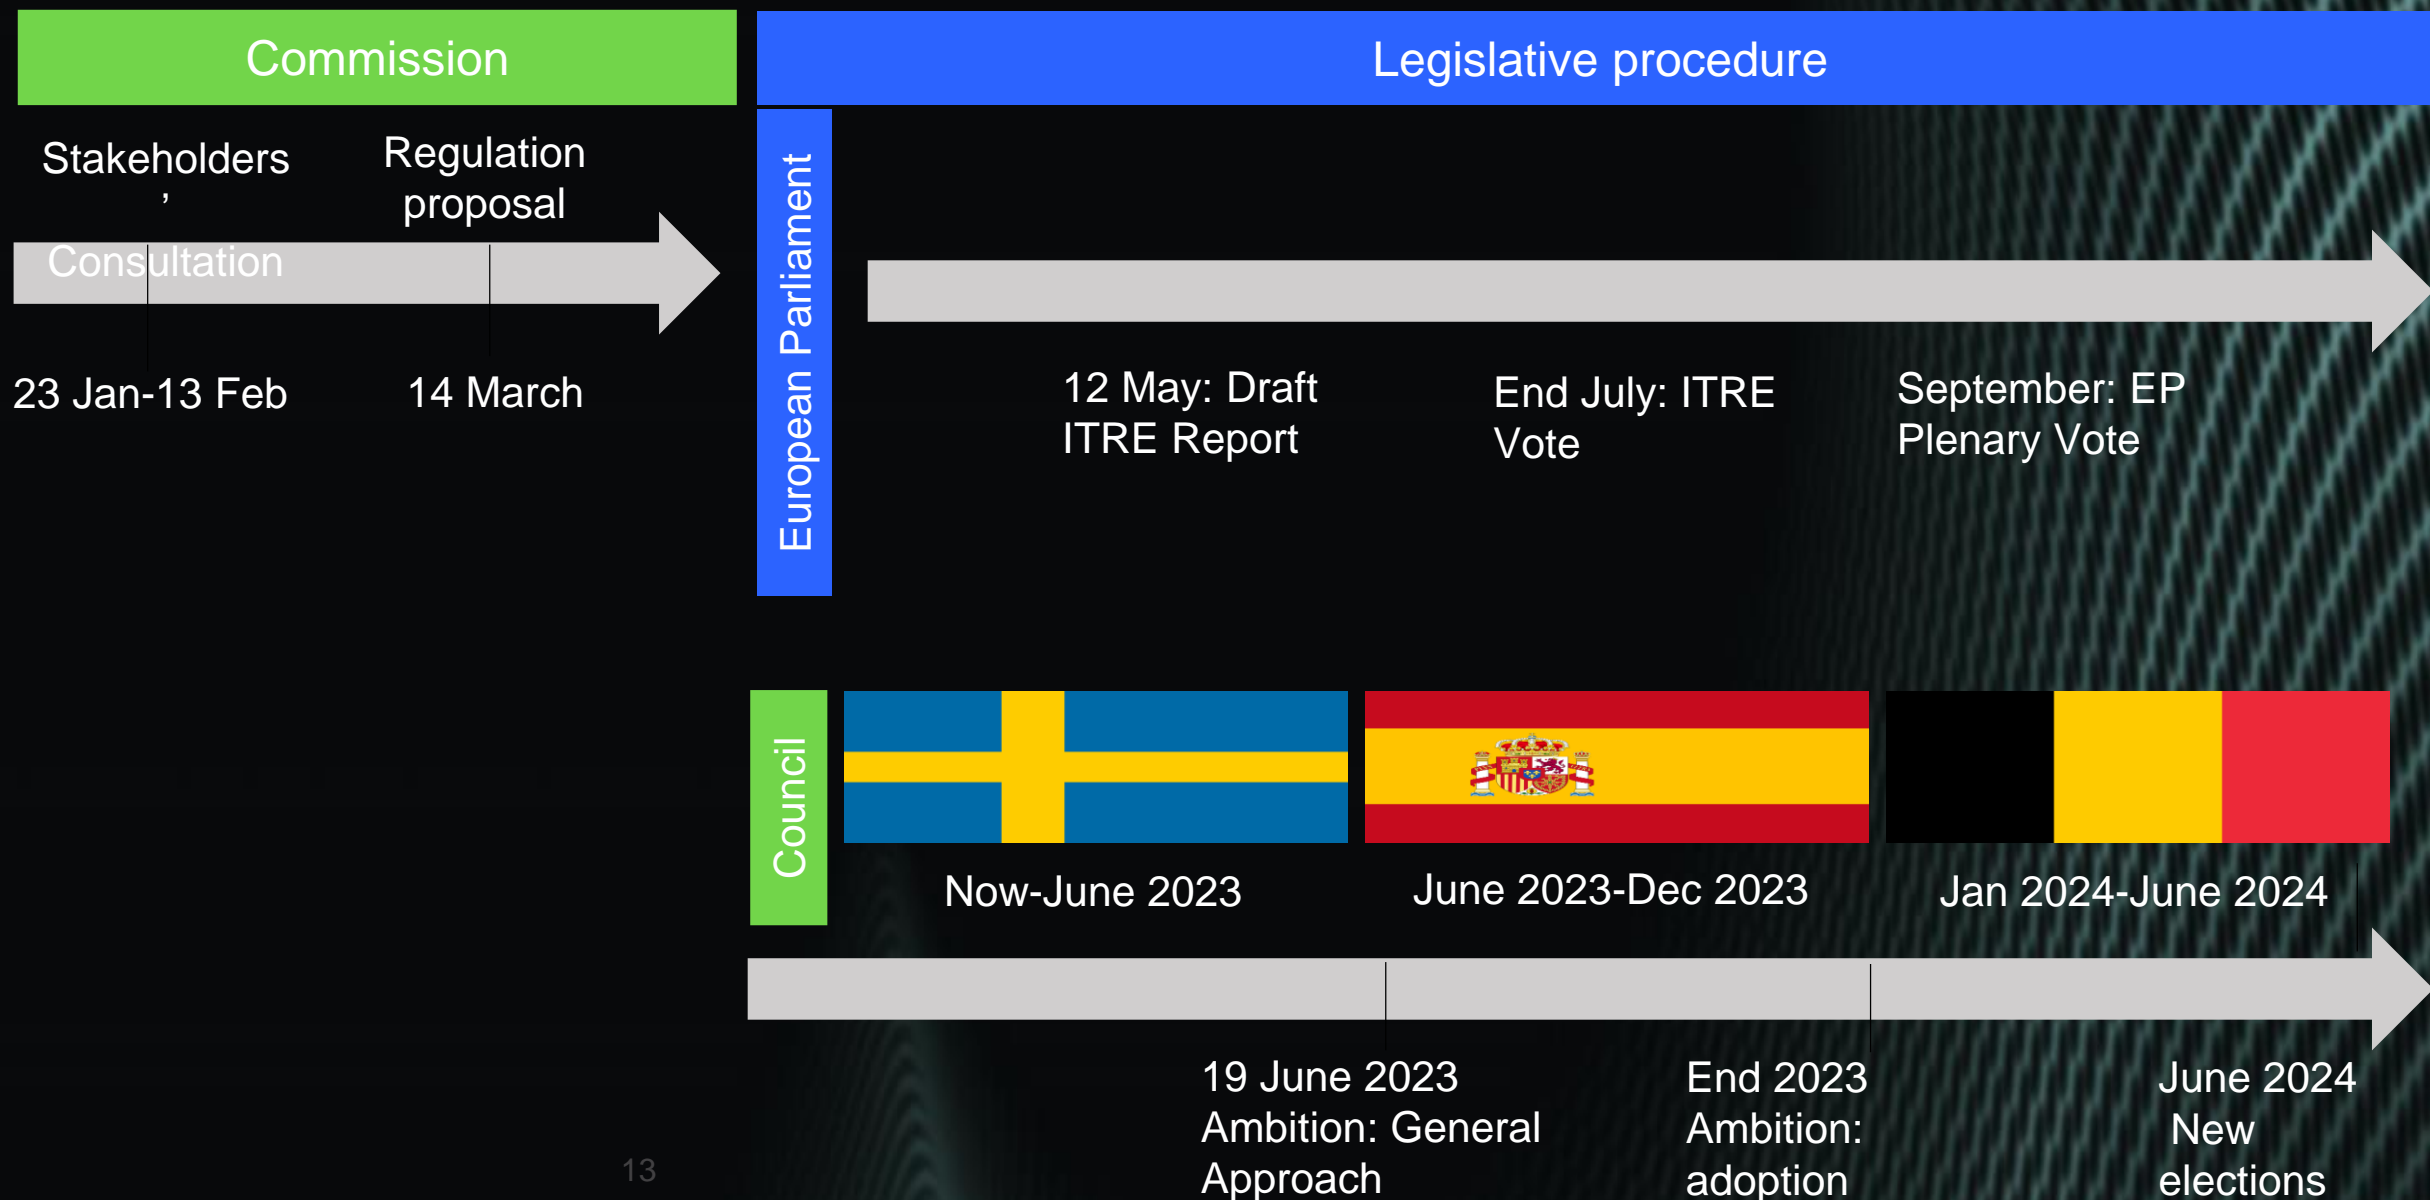 Commission
Legislative procedure
Stakeholders
’
Consultation
Regulation
proposal
23 Jan-13 Feb
14 March
European Parliament
12 May: Draft
ITRE Report
End July: ITRE
Vote
September: EP
Plenary Vote
Council
Now-June 2023
June 2023-Dec 2023
Jan 2024-June 2024
19 June 2023
Ambition: General
Approach
End 2023
Ambition:
adoption
June 2024
New
elections
13